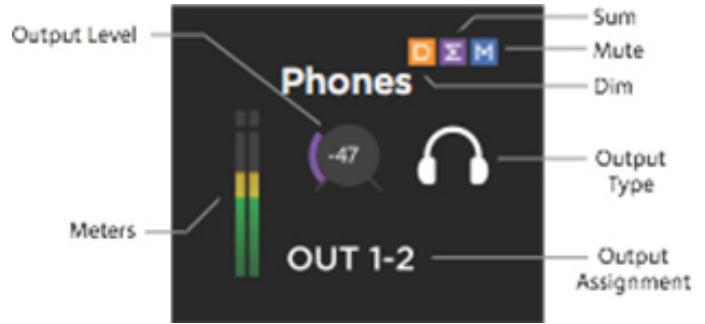 Output Level
Sum
D Σ M
Mute
Phones
Dim
-47
Output
Type
Meters
OUT 1-2
Output
Assignment